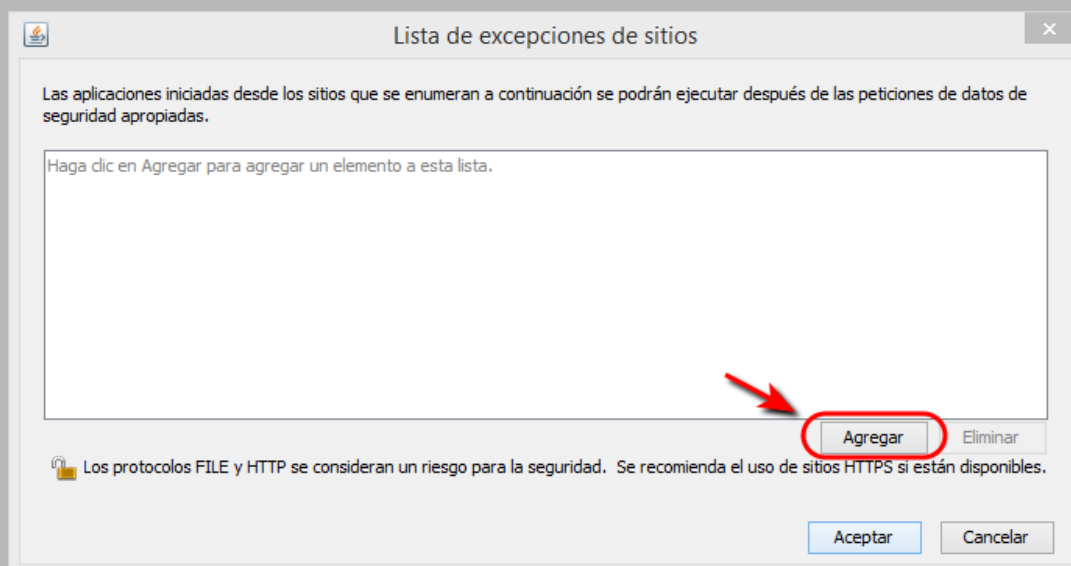 Lista de excepciones de sitios
Las aplicaciones iniciadas desde los sitios que se enumeran a continuación se podrán ejecutar después de las peticiones de datos de
seguridad apropiadas.
Haga clic en Agregar para agregar un elemento a esta lista.
Agregar
Eliminar
Los protocolos FILE y HTTP se consideran un riesgo para la seguridad. Se recomienda el uso de sitios HTTPS si están disponibles.
Aceptar
Cancelar